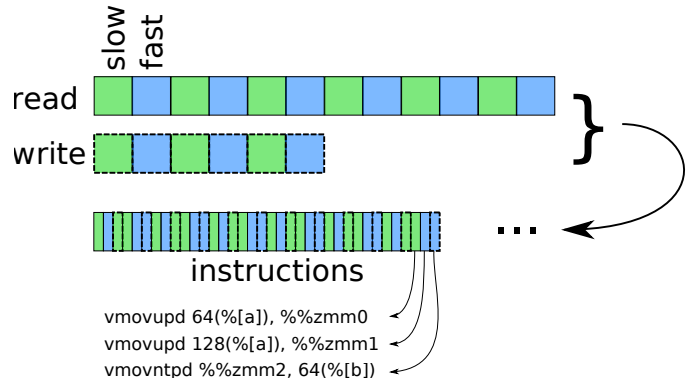 slow
fast
read
write
...
instructions
vmovupd 64(%[a]), %%zmm0
vmovupd 128(%[a]), %%zmm1
vmovntpd %%zmm2, 64(%[b])